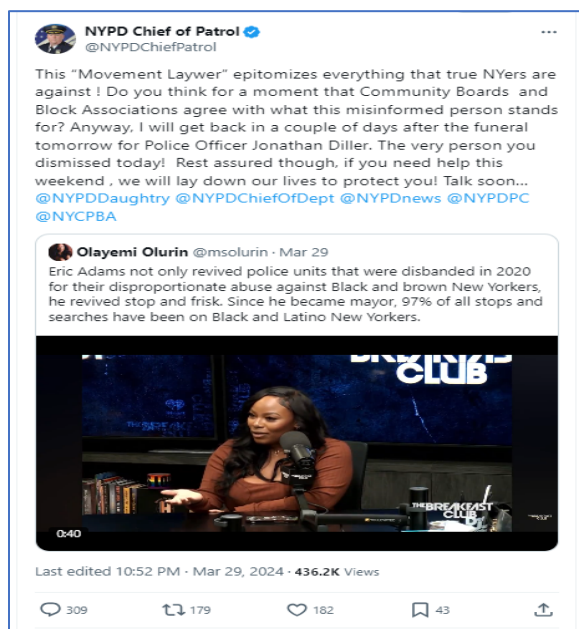 NYPD Chief of Patrol
@NYPDChiefPatrol
This “Movement Laywer” epitomizes everything that true NYers are
against ! Do you think for a moment that Community Boards and
Block Associations agree with what this misinformed person stands
for? Anyway, I will get back in a couple of days after the funeral
tomorrow for Police Officer Jonathan Diller. The very person you
dismissed today! Rest assured though, if you need help this
weekend , we will lay down our lives to protect you! Talk soon...
@NYPDDaughtry @NYPDChiefOfDept @NYPDnews @NYPDPC
@NYCPBA
Olayemi Olurin @msolurin · Mar 29
Eric Adams not only revived police units that were disbanded in 2020
for their disproportionate abuse against Black and brown New Yorkers,
he revived stop and frisk. Since he became mayor, 97% of all stops and
searches have been on Black and Latino New Yorkers.
BREAKFAST
CLUB
THE BREAKFAST
CLUB
0:40
Last edited 10:52 PM · Mar 29, 2024 · 436.2K Views
309 179 182 43